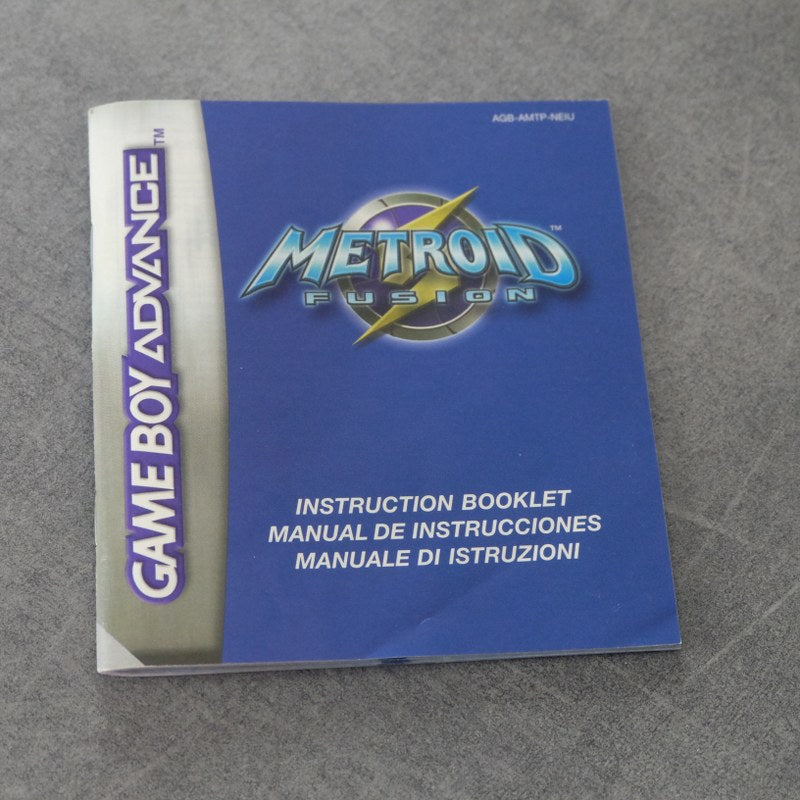 AGB-AMTP-NEIU
GAME BOY ADVANCE™
METROID™
FUSION
INSTRUCTION BOOKLET
MANUAL DE INSTRUCCIONES
MANUALE DI ISTRUZIONI